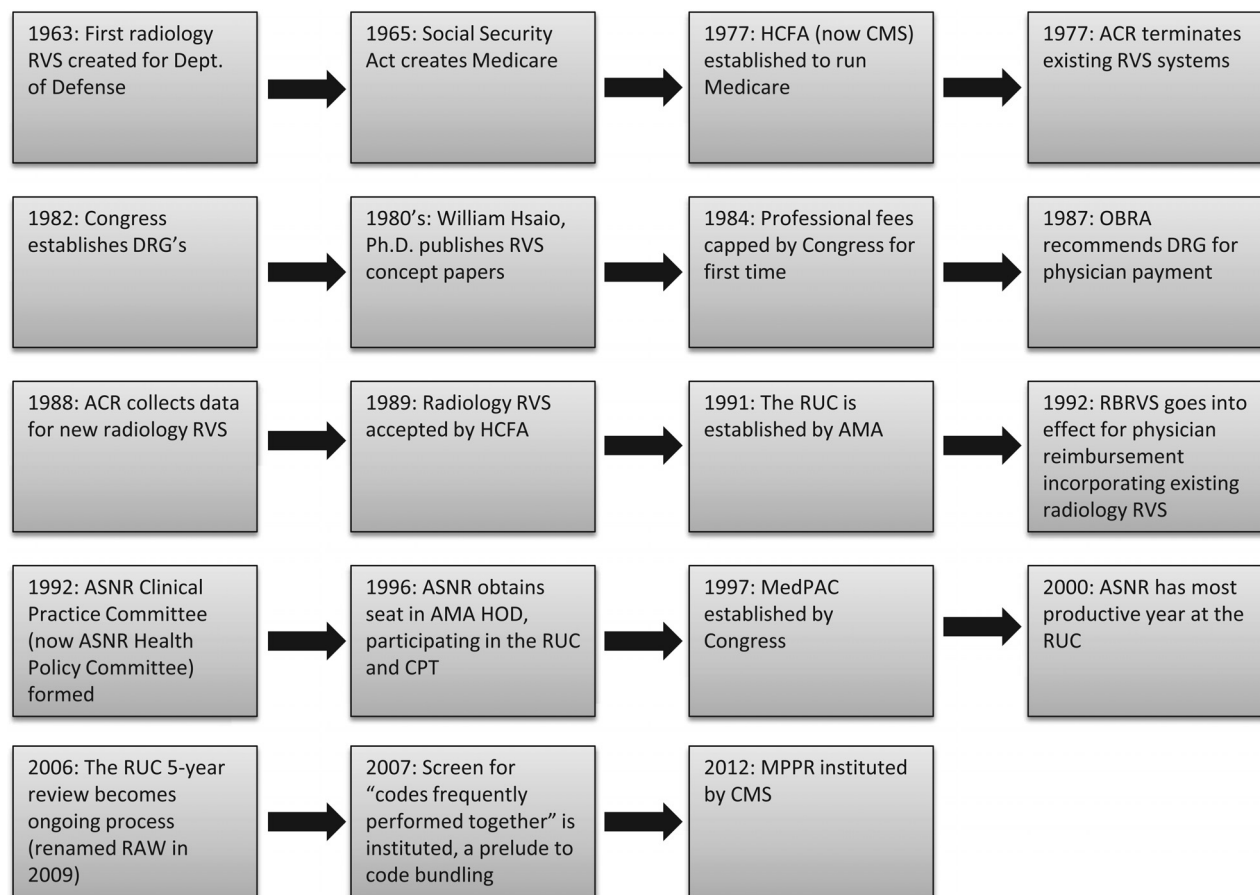 1963: First radiology
RVS created for Dept.
of Defense
1965: Social Security
Act creates Medicare
1977: HCFA (now CMS)
established to run
Medicare
1977: ACR terminates
existing RVS systems
1982: Congress
establishes DRG's
1980's: William Hsaio,
Ph.D. publishes RVS
concept papers
1984: Professional fees
capped by Congress for
first time
1987: OBRA
recommends DRG for
physician payment
1988: ACR collects data
for new radiology RVS
1989: Radiology RVS
accepted by HCFA
1991: The RUC is
established by AMA
1992: RBRVS goes into
effect for physician
reimbursement
incorporating existing
radiology RVS
1992: ASNR Clinical
Practice Committee
(now ASNR Health
Policy Committee)
formed
1996: ASNR obtains
seat in AMA HOD,
participating in the RUC
and CPT
1997: MedPAC
established by
Congress
2000: ASNR has most
productive year at the
RUC
2006: The RUC 5-year
review becomes
ongoing process
(renamed RAW in
2009)
2007: Screen for
“codes frequently
performed together” is
instituted, a prelude to
code bundling
2012: MPPR instituted
by CMS